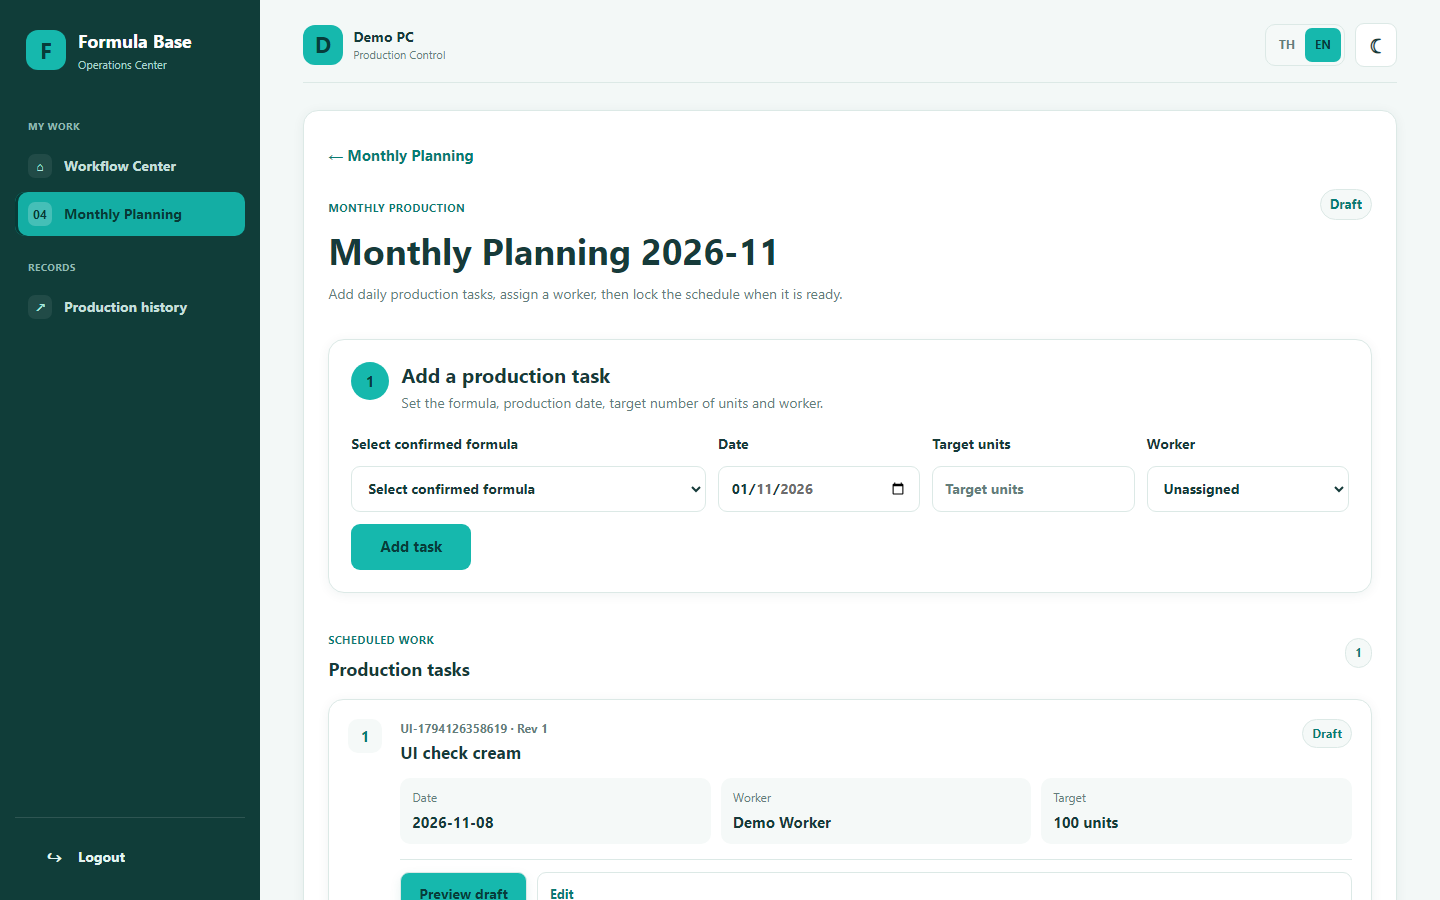 F
Formula Base
Operations Center
MY WORK
Workflow Center
04 Monthly Planning
RECORDS
Production history
Logout
D
Demo PC
Production Control
TH EN
← Monthly Planning
MONTHLY PRODUCTION
Draft
Monthly Planning 2026-11
Add daily production tasks, assign a worker, then lock the schedule when it is ready.
1
Add a production task
Set the formula, production date, target number of units and worker.
Select confirmed formula Date Target units Worker
Select confirmed formula 01/11/2026 Target units Unassigned
Add task
SCHEDULED WORK
Production tasks
1
1
UI-1794126358619 · Rev 1
UI check cream
Draft
Date Worker Target
2026-11-08 Demo Worker 100 units
Preview draft Edit